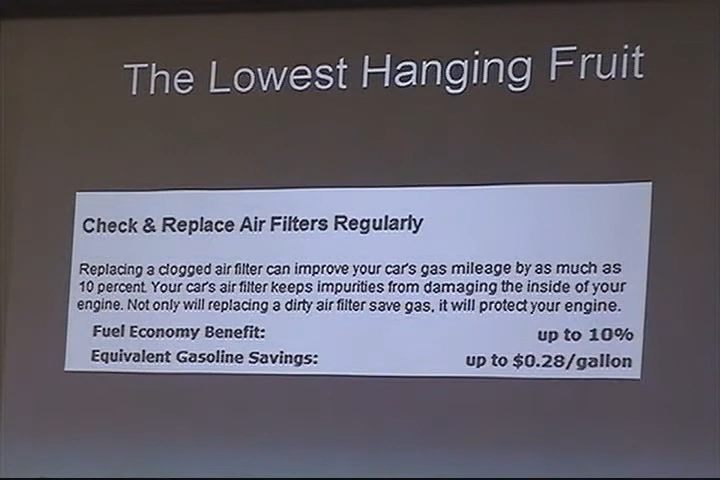 The Lowest Hanging Fruit
Check & Replace Air Filters Regularly
Replacing a clogged air filter can improve your car's gas mileage by as much as
10 percent. Your car's air filter keeps impurities from damaging the inside of your
engine. Not only will replacing a dirty air filter save gas, it will protect your engine.
Fuel Economy Benefit: up to 10%
Equivalent Gasoline Savings: up to $0.28/gallon